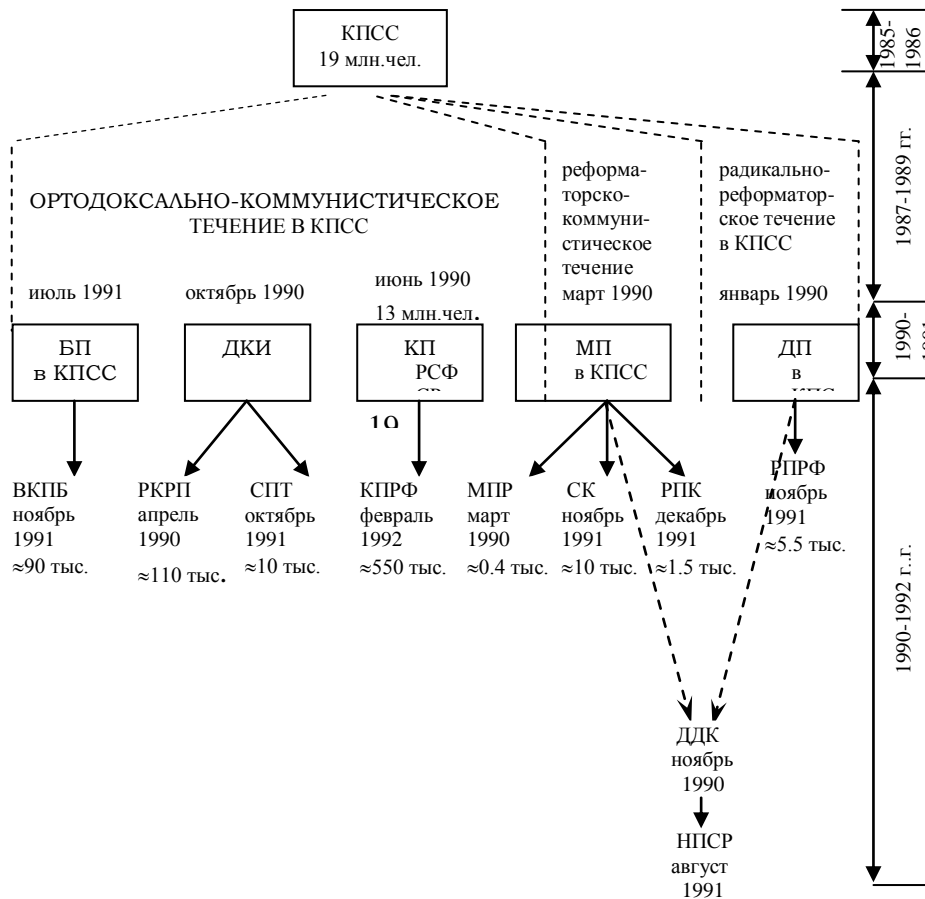 КПСС
19 млн.чел.
1985-
1986
ОРТОДОКСАЛЬНО-КОММУНИСТИЧЕСКОЕ
ТЕЧЕНИЕ В КПСС
реформа-
торско-
коммуни-
стическое
течение
март 1990
радикально-
реформатор-
ское течение
в КПСС
январь 1990
1987-1989 гг.
июль 1991
октябрь 1990
июнь 1990
13 млн.чел.
БП
в КПСС
ДКИ
КП
РСФ
МП
в КПСС
ДП
в
1990-
19
ВКПБ
ноябрь
1991
≈90 тыс.
РКРП
апрель
1990
≈110 тыс.
СПТ
октябрь
1991
≈10 тыс.
КПРФ
февраль
1992
≈550 тыс.
МПР
март
1990
≈0.4 тыс.
СК
ноябрь
1991
≈10 тыс.
РПК
декабрь
1991
≈1.5 тыс.
РПРФ
ноябрь
1991
≈5.5 тыс.
1990-1992 г..г.
ДДК
ноябрь
1990
НПСР
август
1991